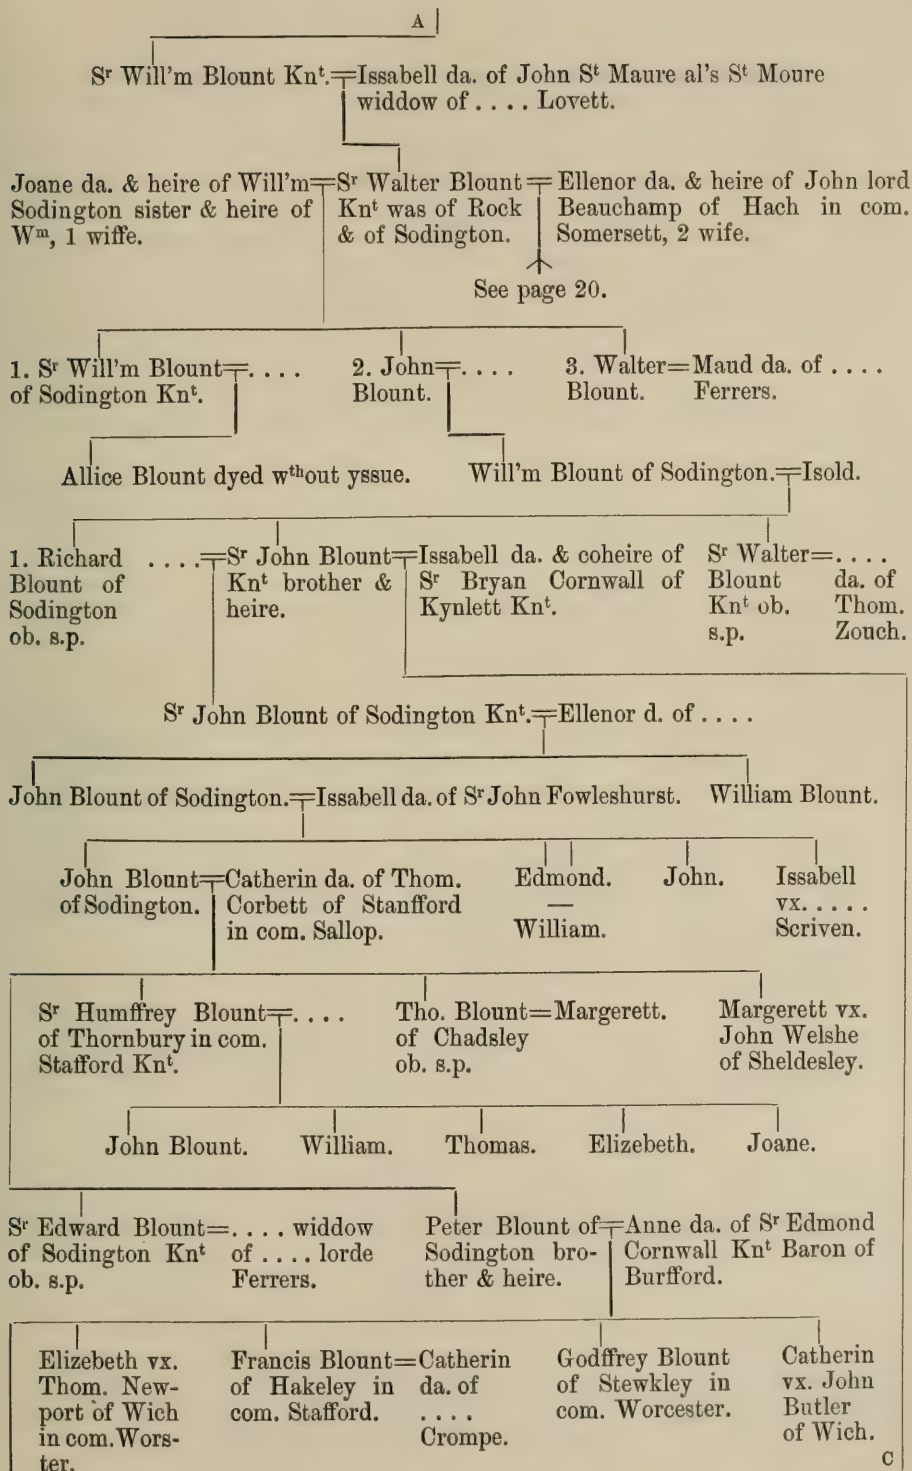 A
Sʳ Will'm Blount Knᵗ.
Issabell da. of John Sᵗ Maure al's Sᵗ Moure
widdow of . . . . Lovett.
Joane da. & heire of Will'm
Sodington sister & heire of
Wᵐ, 1 wiffe.
Sʳ Walter Blount
Knᵗ was of Rock
& of Sodington.
Ellenor da. & heire of John lord
Beauchamp of Hach in com.
Somersett, 2 wife.
See page 20.
1. Sʳ Will'm Blount
of Sodington Knᵗ.
. . . .
2. John
Blount.
. . . .
3. Walter=
Blount.
Maud da. of . . . .
Ferrers.
Allice Blount dyed wᵗʰout yssue.
Will'm Blount of Sodington.
Isold.
1. Richard
Blount of
Sodington
ob. s.p.
. . . .
Sʳ John Blount
Knᵗ brother &
heire.
Issabell da. & coheire of
Sʳ Bryan Cornwall of
Kynlett Knᵗ.
Sʳ Walter=
Blount
Knᵗ ob.
s.p.
. . . .
da. of
Thom.
Zouch.
Sʳ John Blount of Sodington Knᵗ.
Ellenor d. of . . . .
John Blount of Sodington.
Issabell da. of Sʳ John Fowleshurst.
William Blount.
John Blount
of Sodington.
Catherin da. of Thom.
Corbett of Stanfford
in com. Sallop.
Edmond.
—
William.
John.
Issabell
vx. . . . .
Scriven.
Sʳ Humffrey Blount
of Thornbury in com.
Stafford Knᵗ.
. . . .
Tho. Blount=Margerett.
of Chadsley
ob. s.p.
Margerett vx.
John Welshe
of Sheldesley.
John Blount.
William.
Thomas.
Elizebeth.
Joane.
Sʳ Edward Blount=
of Sodington Knᵗ
ob. s.p.
. . . . widdow
of . . . . lorde
Ferrers.
Peter Blount of
Sodington bro-
ther & heire.
Anne da. of Sʳ Edmond
Cornwall Knᵗ Baron of
Burfford.
Elizebeth vx.
Thom. New-
port of Wich
in com. Wors-
ter.
Francis Blount=
of Hakeley in
com. Stafford.
Catherin
da. of
. . . .
Crompe.
Godffrey Blount
of Stewkley in
com. Worcester.
Catherin
vx. John
Butler
of Wich.
C